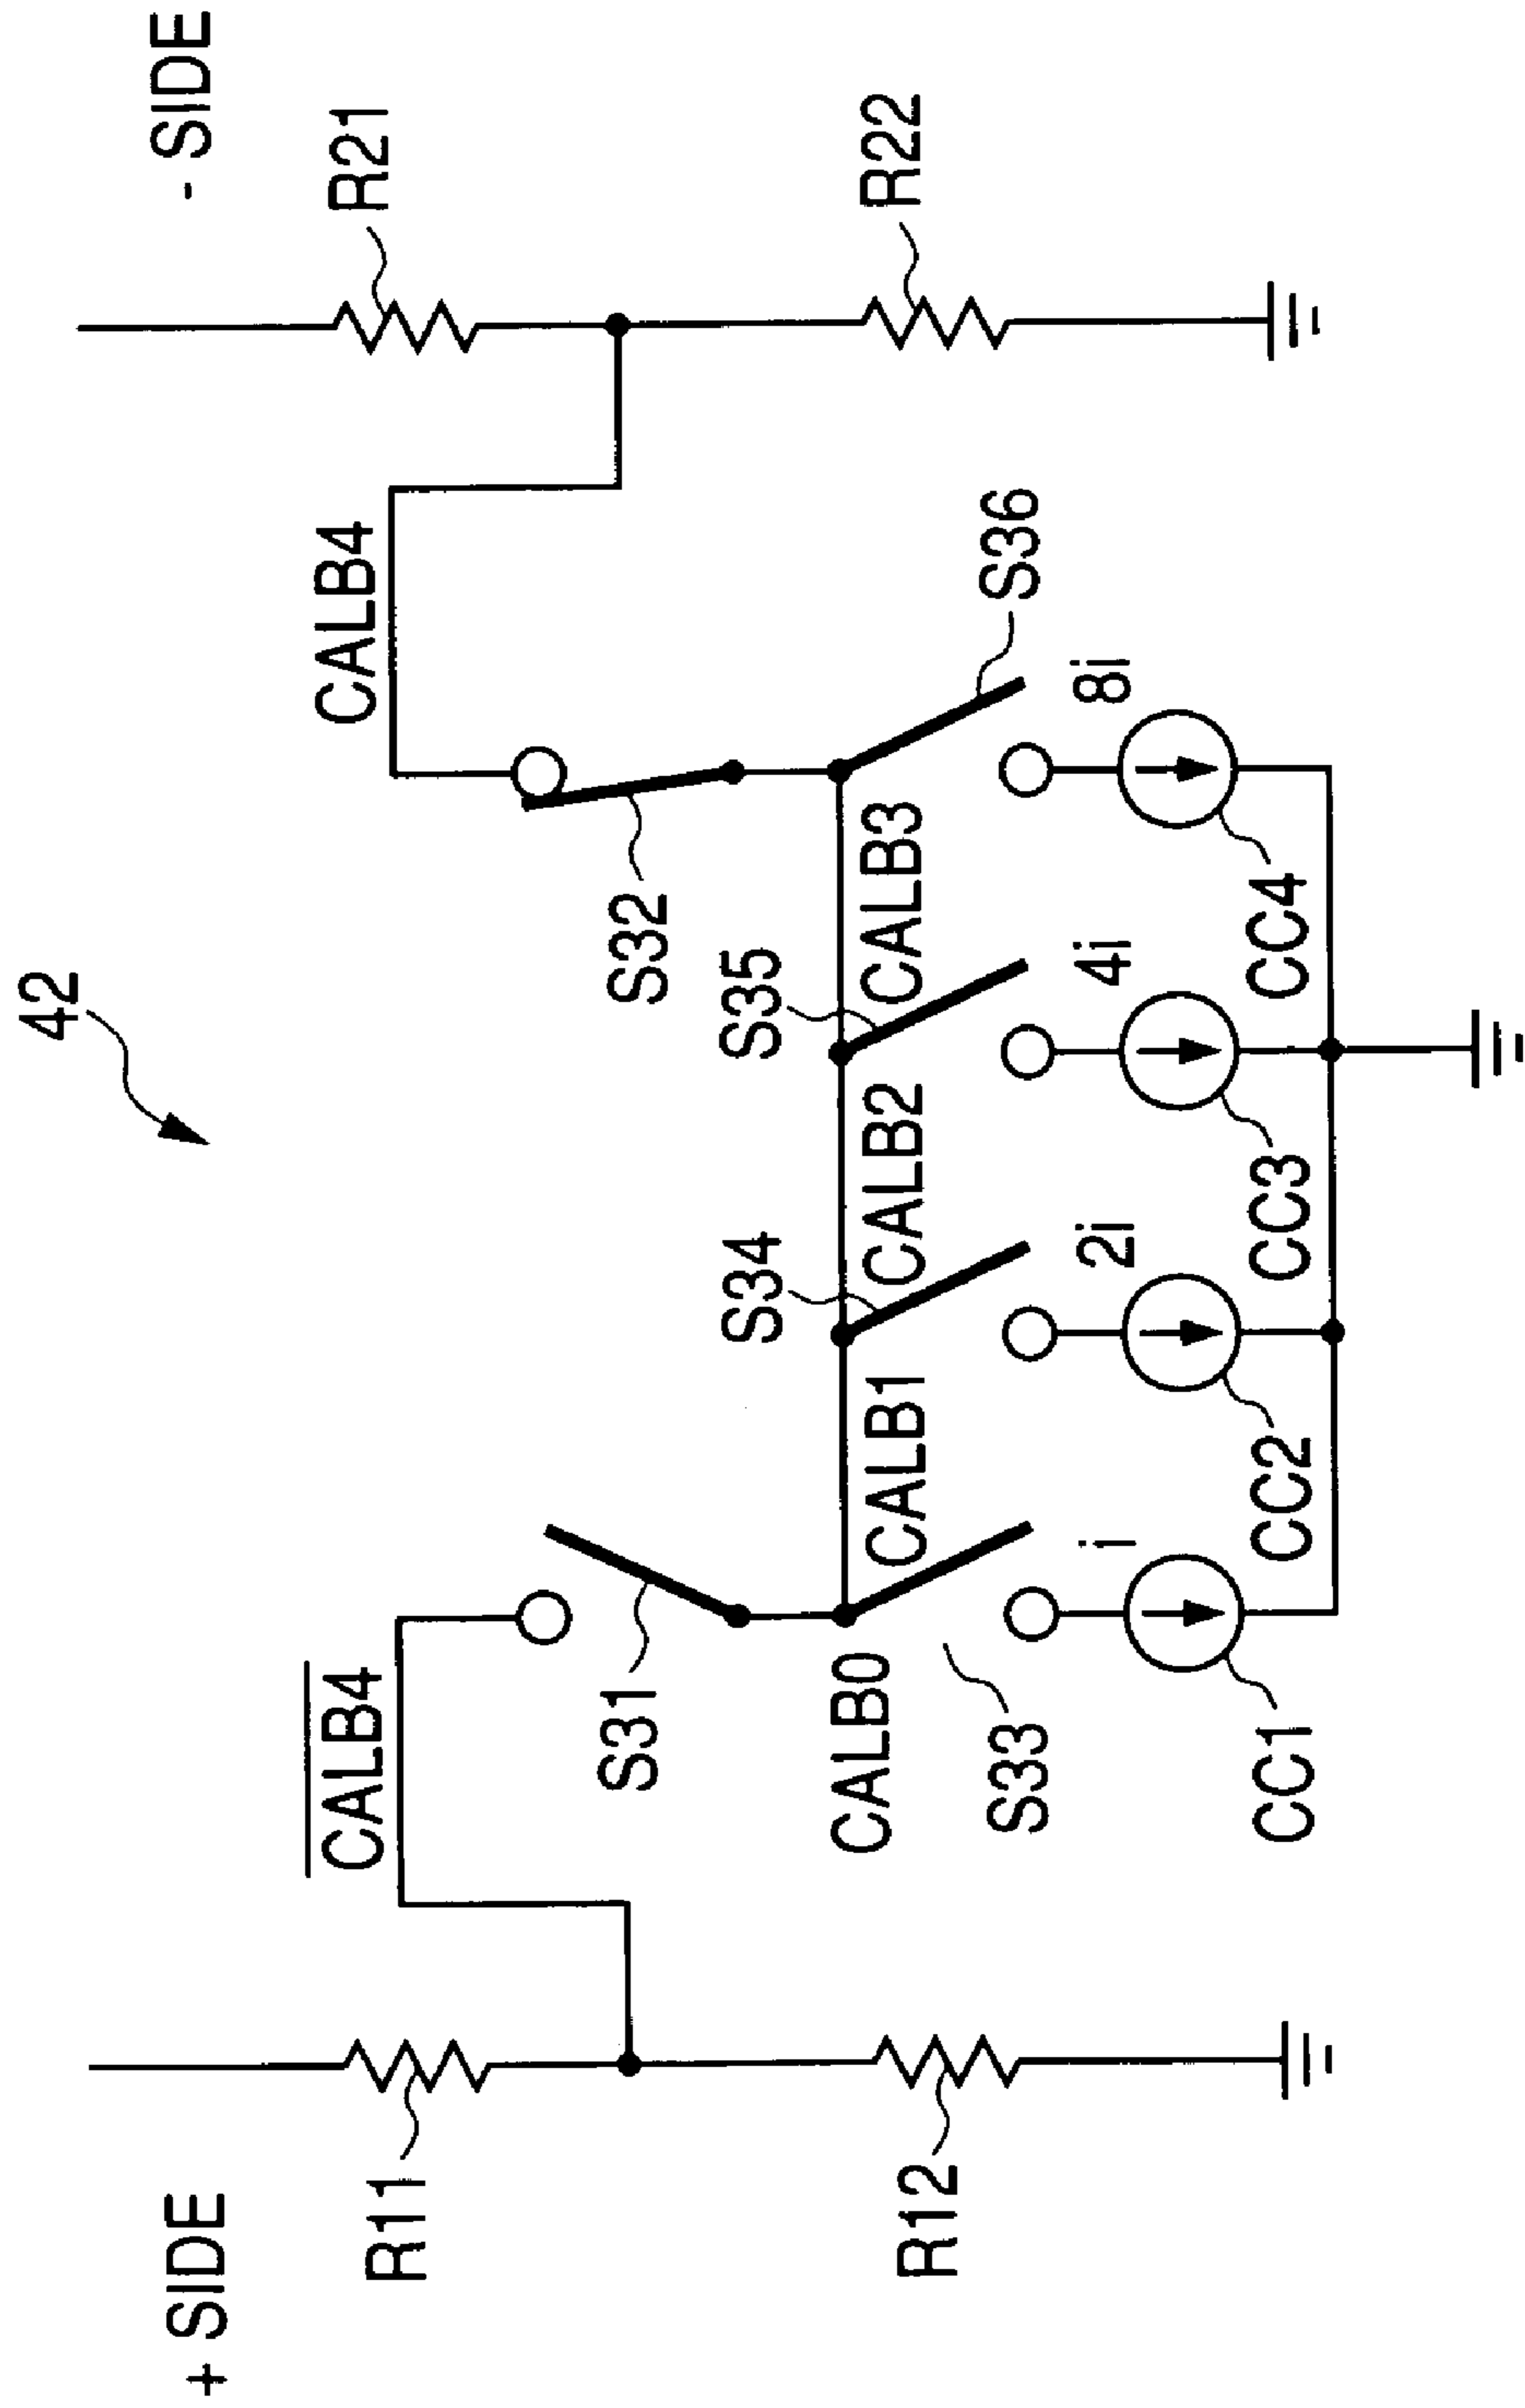 42
+ SIDE
- SIDE
CALB4
CALB4
R11
R21
S31
S32
S34
S35
CALB0
CALB1
CALB2
CALB3
R12
R22
S33
S36
i
2i
4i
8i
CC1
CC2
CC3
CC4